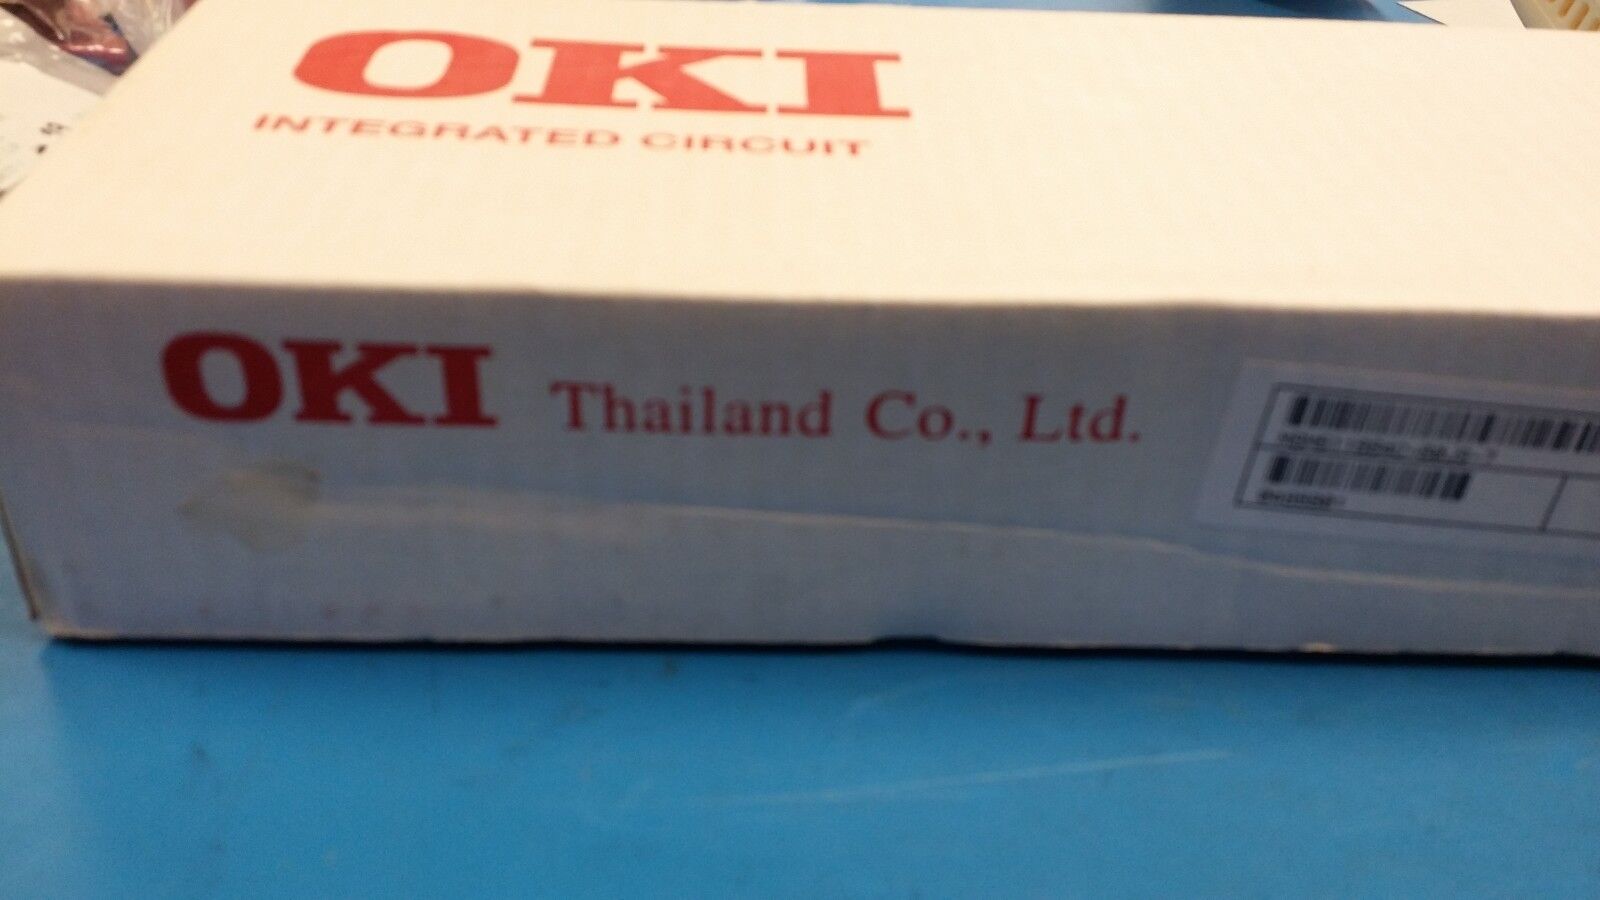 OKI
INTEGRATED CIRCUIT
OKI Thailand Co., Ltd.